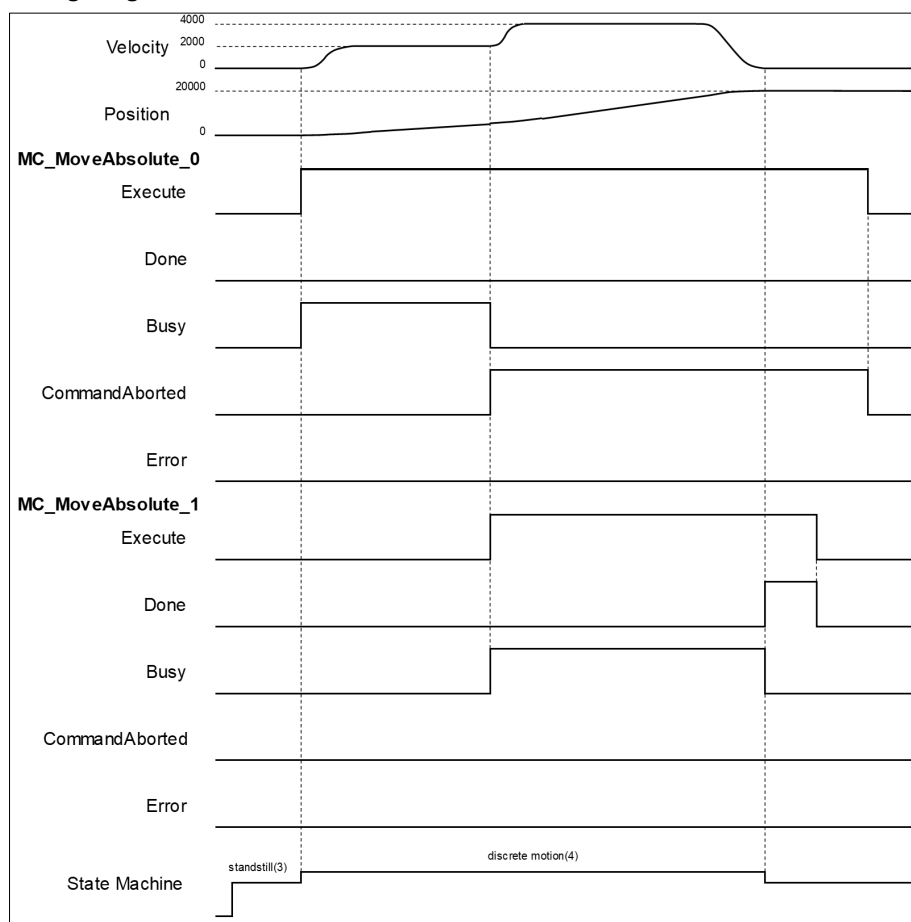 4000
Velocity 2000
0
20000
Position
0
MC_MoveAbsolute_0
Execute
Done
Busy
CommandAborted
Error
MC_MoveAbsolute_1
Execute
Done
Busy
CommandAborted
Error
standstill(3) discrete motion(4)
State Machine